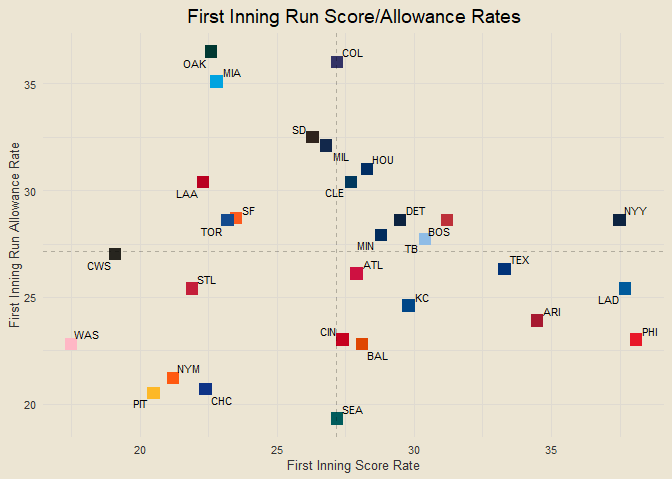 First Inning Run Score/Allowance Rates
First Inning Run Allowance Rate
35
30
25
20
OAK
COL
MIA
SD
MIL
HOU
CLE
LAA
SF
TOR
DET
BOS
NYY
MIN
TB
CWS
ATL
TEX
STL
KC
LAD
ARI
WAS
CIN
BAL
PHI
NYM
PIT
CHC
SEA
20
25
30
35
First Inning Score Rate